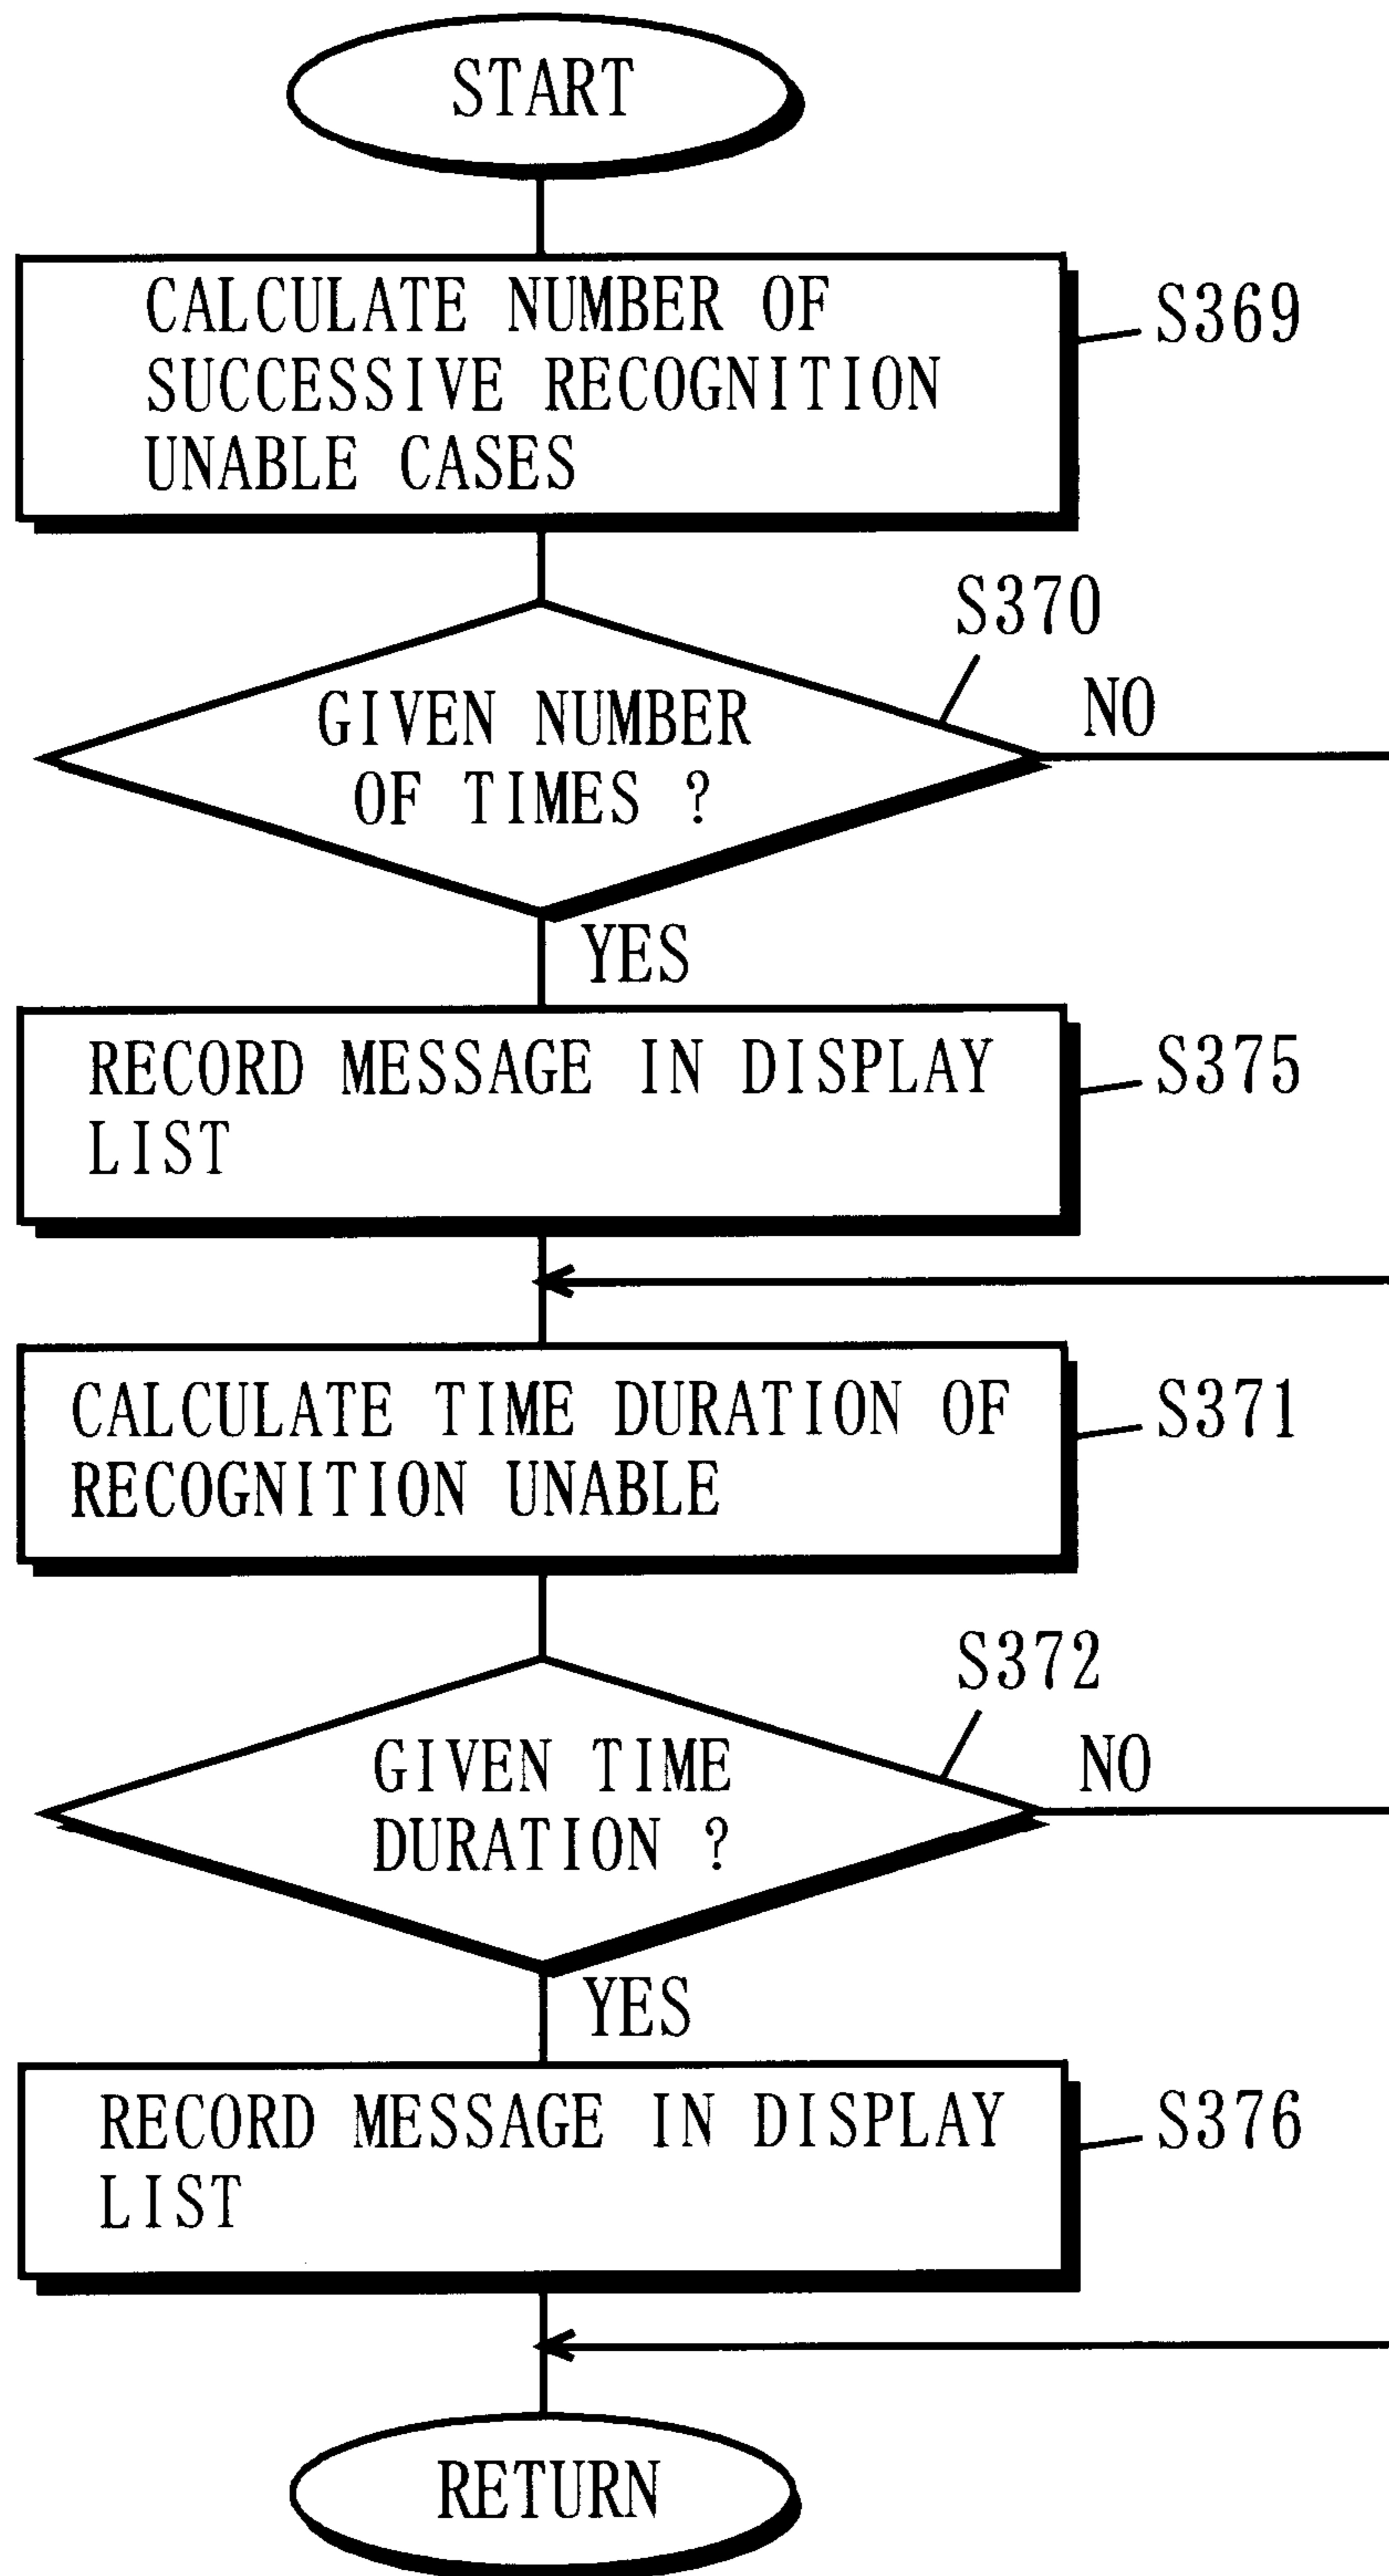 START
CALCULATE NUMBER OF
SUCCESSIVE RECOGNITION
UNABLE CASES
S369
S370
GIVEN NUMBER
OF TIMES ?
NO
YES
RECORD MESSAGE IN DISPLAY
LIST
S375
CALCULATE TIME DURATION OF
RECOGNITION UNABLE
S371
S372
GIVEN TIME
DURATION ?
NO
YES
RECORD MESSAGE IN DISPLAY
LIST
S376
RETURN